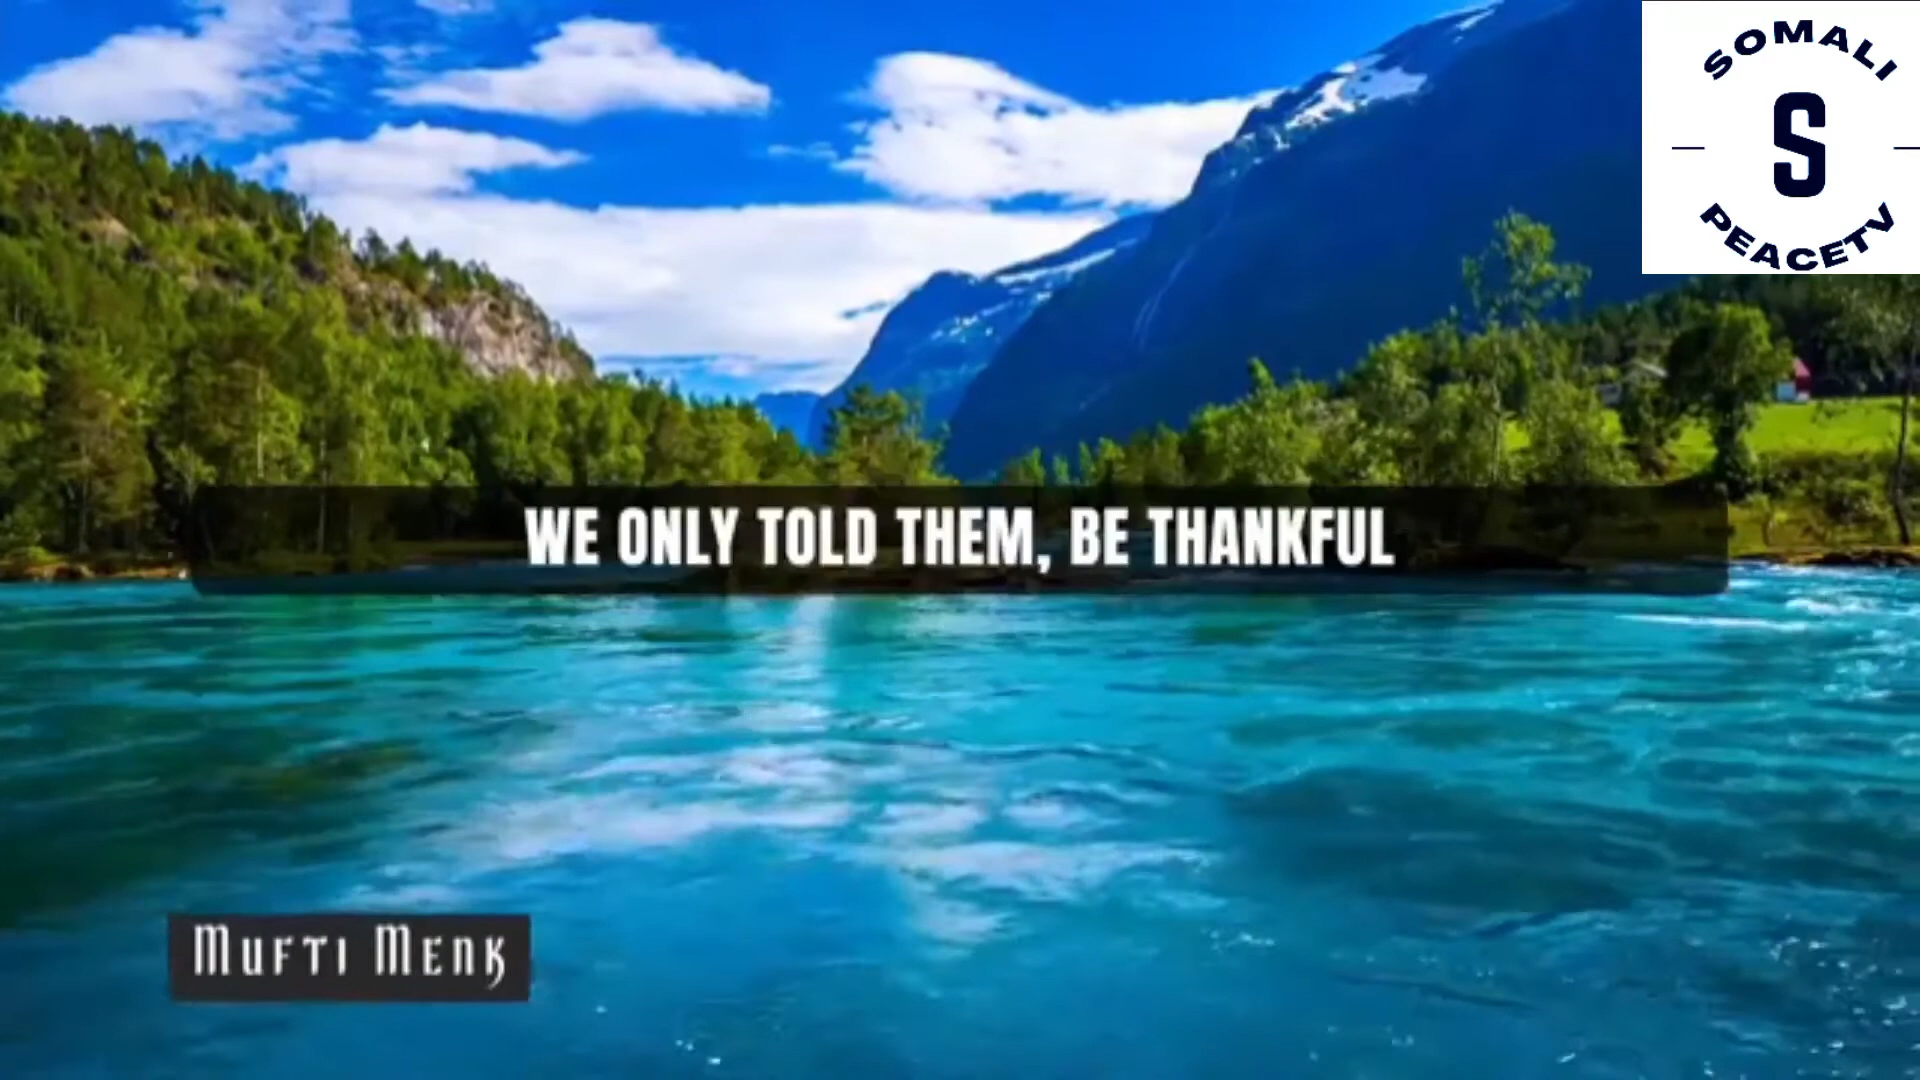 SOMALI
S
PEACETV
WE ONLY TOLD THEM, BE THANKFUL
MUFTI MENK